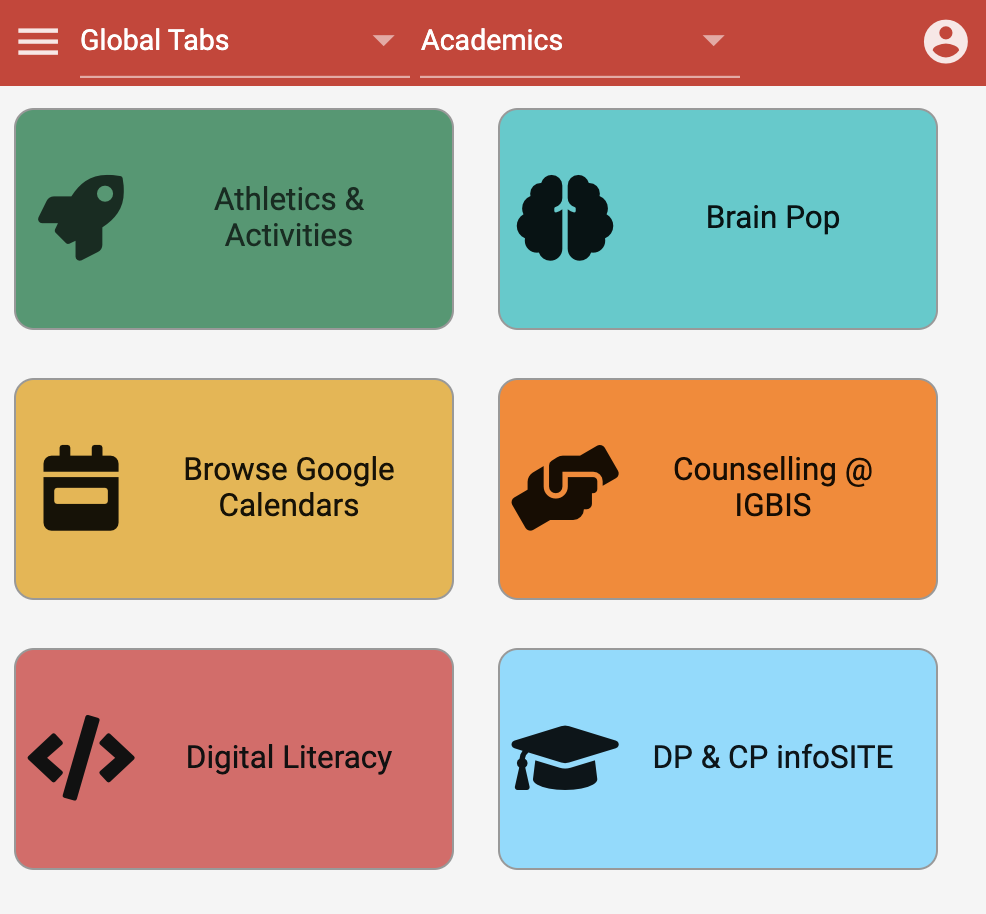 Global Tabs
Academics
Athletics &
Activities
Brain Pop
Browse Google
Calendars
Counselling @
IGBIS
Digital Literacy
DP & CP infoSITE